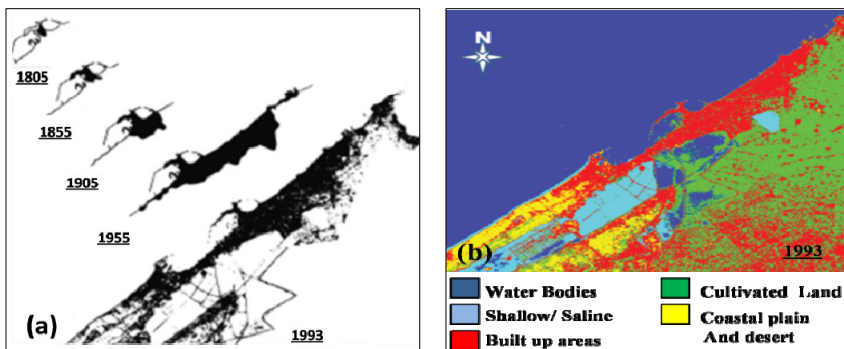 1805
1855
1905
1955
1993
(a)
N
(b)
1993
Water Bodies
Cultivated Land
Shallow/ Saline
Coastal plain
And desert
Built up areas